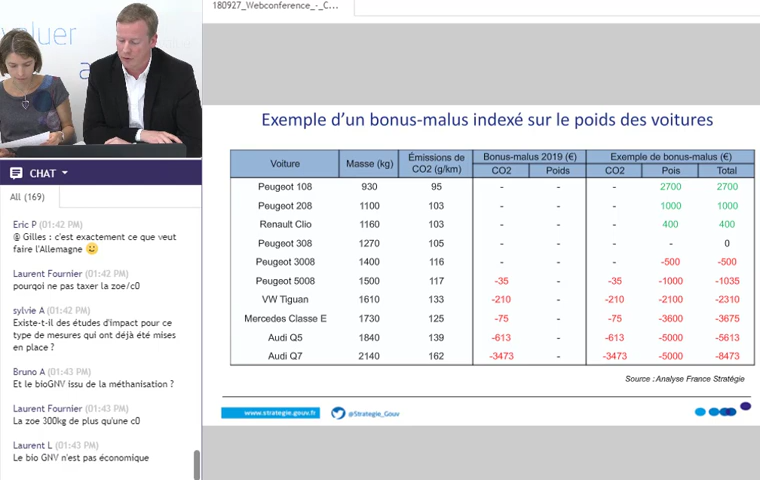 180927_Webconference_-_C...
valuer
a
CHAT
All (169)
Eric P (01:42 PM)
@ Gilles : c'est exactement ce que veut
faire l'Allemagne
Laurent Fournier (01:42 PM)
pourqoi ne pas taxer la zoe/c0
sylvie A (01:42 PM)
Existe-t-il des études d'impact pour ce
type de mesures qui ont déjà été mises
en place ?
Bruno A (01:43 PM)
Et le bioGNV issu de la méthanisation ?
Laurent Fournier (01:43 PM)
La zoe 300kg de plus qu'une c0
Laurent L (01:43 PM)
Le bio GNV n'est pas économique
Exemple d'un bonus-malus indexé sur le poids des voitures
Voiture Masse (kg) Émissions de CO2 (g/km) Bonus-malus 2019 (€) Exemple de bonus-malus (€)
CO2 Poids CO2 Pois Total
Peugeot 108 930 95 - - - 2700 2700
Peugeot 208 1100 103 - - - 1000 1000
Renault Clio 1160 103 - - - 400 400
Peugeot 308 1270 105 - - - - 0
Peugeot 3008 1400 116 - - - -500 -500
Peugeot 5008 1500 117 -35 - -35 -1000 -1035
VW Tiguan 1610 133 -210 - -210 -2100 -2310
Mercedes Classe E 1730 125 -75 - -75 -3600 -3675
Audi Q5 1840 139 -613 - -613 -5000 -5613
Audi Q7 2140 162 -3473 - -3473 -5000 -8473
Source : Analyse France Stratégie
www.strategie.gouv.fr @Strategie_Gouv